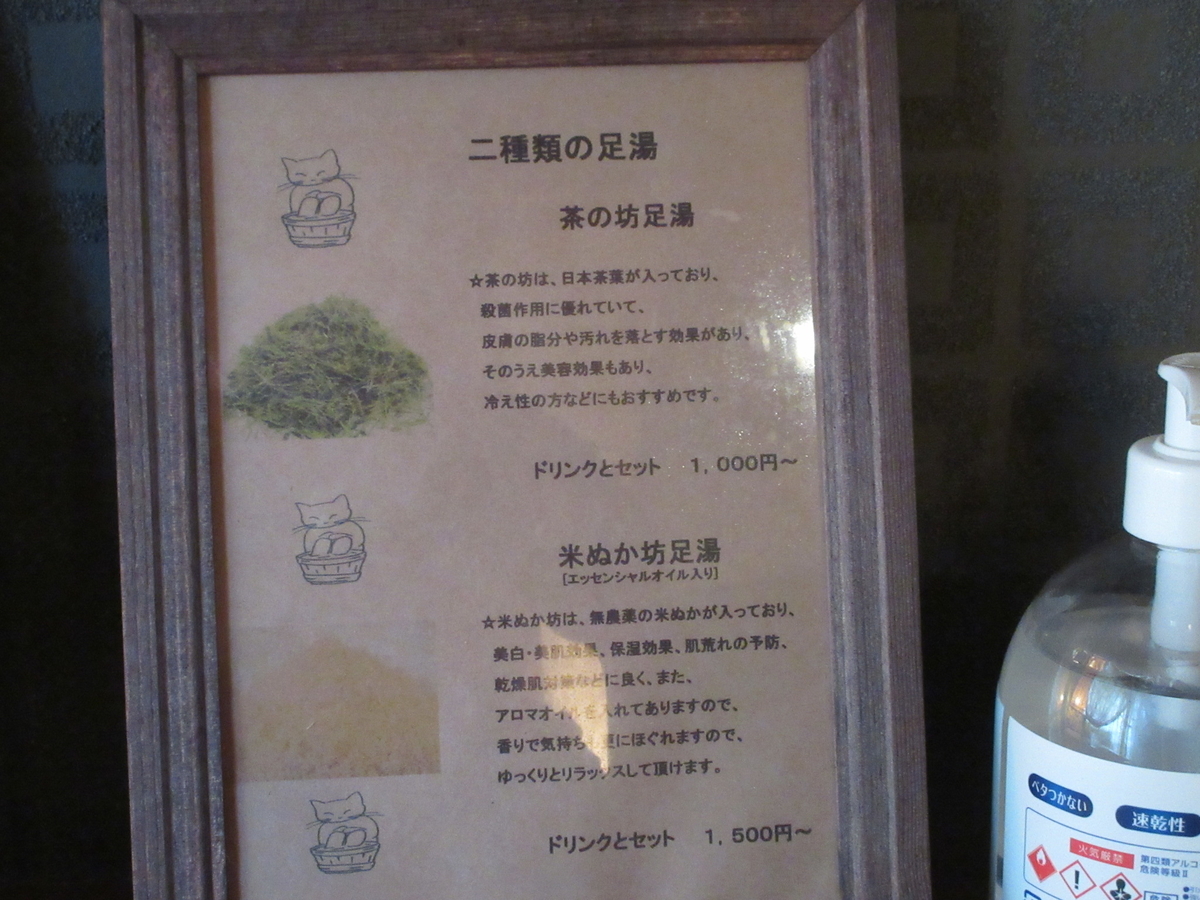 二種類の足湯
茶の坊足湯
☆茶の坊は、日本茶葉が入っており、
殺菌作用に優れていて、
皮膚の脂分や汚れを落とす効果があり、
そのうえ美容効果もあり、
冷え性の方などにもおすすめです。
ドリンクとセット 1,000円～
米ぬか坊足湯
[エッセンシャルオイル入り]
☆米ぬか坊は、無農薬の米ぬかが入っており、
美白・美肌効果、保湿効果、肌荒れの予防、
乾燥肌対策などに良く、また、
アロマオイルを入れてありますので、
香りで気持ちも更にほぐれますので、
ゆっくりとリラックスして頂けます。
ドリンクとセット 1,500円～
ベタつかない
速乾性
火気厳禁
第四類アルコ
危険等級Ⅱ